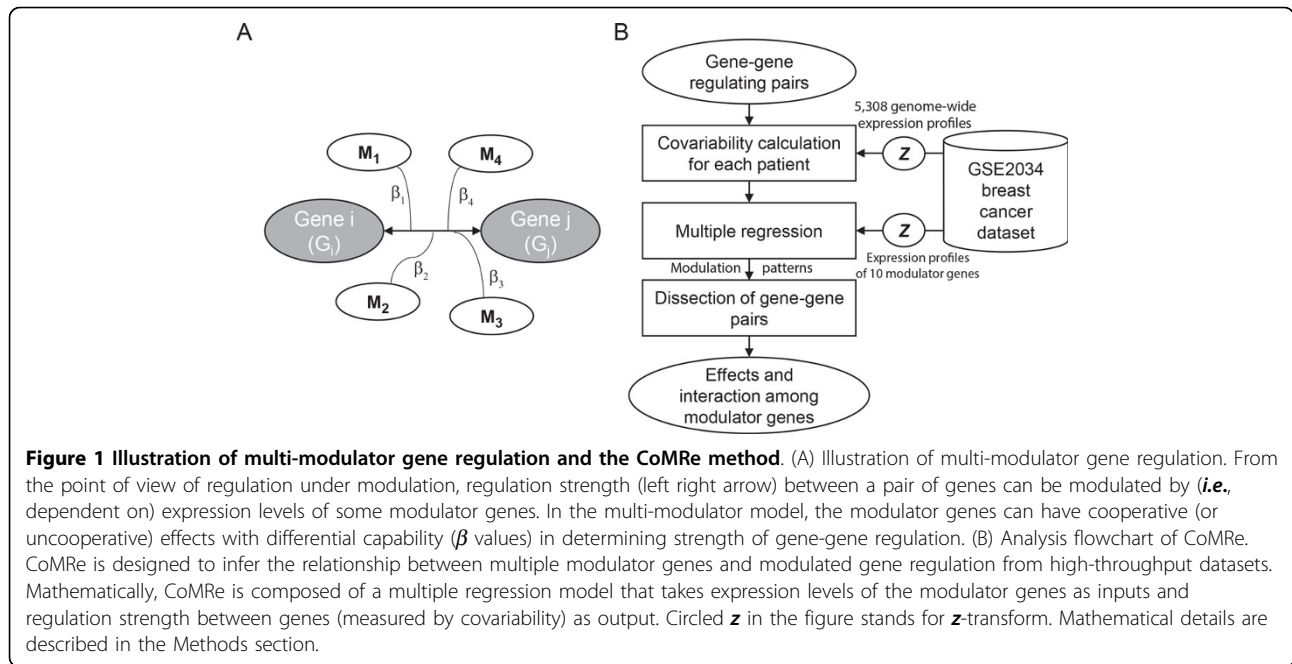 A
M1
M4
β1
β4
Gene i
(Gi)
Gene j
(Gj)
β2
β3
M2
M3
B
Gene-gene
regulating pairs
5,308 genome-wide
expression profiles
Covariability calculation
for each patient
Z
GSE2034
breast
cancer
dataset
Multiple regression
Z
Expression profiles
of 10 modulator genes
Modulation patterns
Dissection of gene-gene
pairs
Effects and
interaction among
modulator genes
Figure 1 Illustration of multi-modulator gene regulation and the CoMRe method. (A) Illustration of multi-modulator gene regulation. From
the point of view of regulation under modulation, regulation strength (left right arrow) between a pair of genes can be modulated by (i.e.,
dependent on) expression levels of some modulator genes. In the multi-modulator model, the modulator genes can have cooperative (or
uncooperative) effects with differential capability (β values) in determining strength of gene-gene regulation. (B) Analysis flowchart of CoMRe.
CoMRe is designed to infer the relationship between multiple modulator genes and modulated gene regulation from high-throughput datasets.
Mathematically, CoMRe is composed of a multiple regression model that takes expression levels of the modulator genes as inputs and
regulation strength between genes (measured by covariability) as output. Circled z in the figure stands for z-transform. Mathematical details are
described in the Methods section.